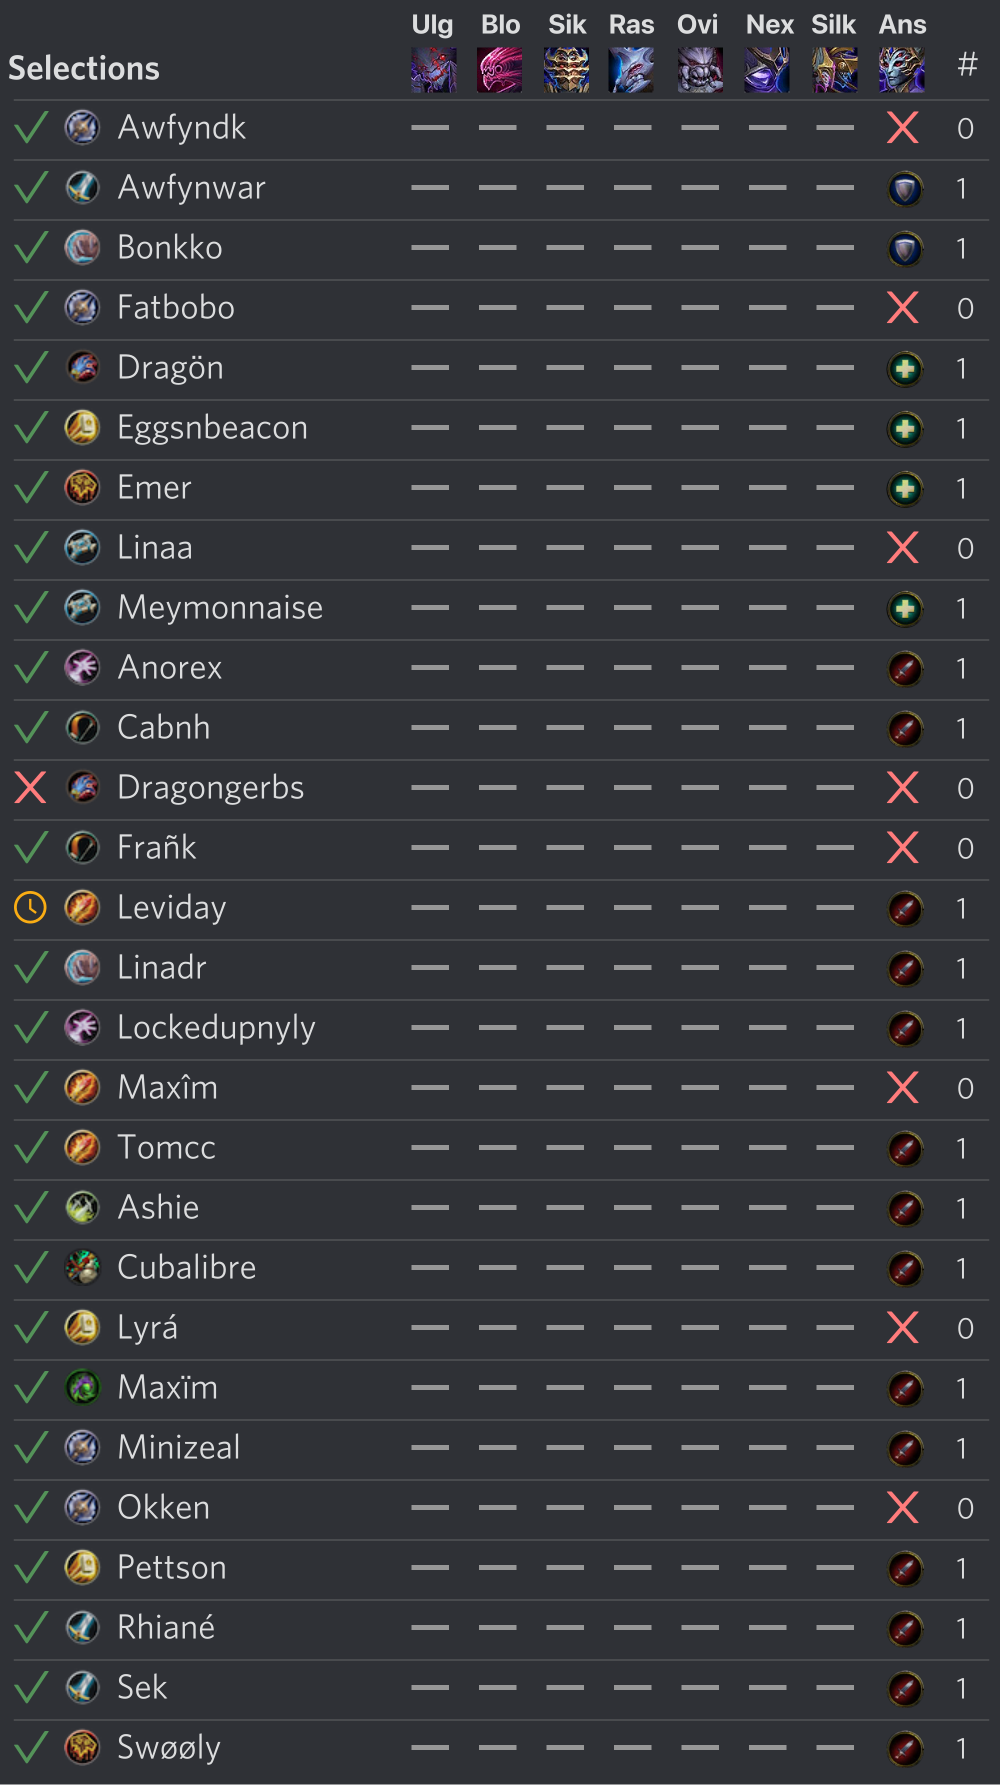 Ulg Blo Sik Ras Ovi Nex Silk Ans
Selections #
Awfyndk 0
Awfynwar 1
Bonkko 1
Fatbobo 0
Dragön 1
Eggsnbeacon 1
Emer 1
Linaa 0
Meymonnaise 1
Anorex 1
Cabnh 1
Dragongerbs 0
Frañk 0
Leviday 1
Linadr 1
Lockedupnyly 1
Maxîm 0
Tomcc 1
Ashie 1
Cubalibre 1
Lyrá 0
Maxïm 1
Minizeal 1
Okken 0
Pettson 1
Rhiané 1
Sek 1
Swøøly 1